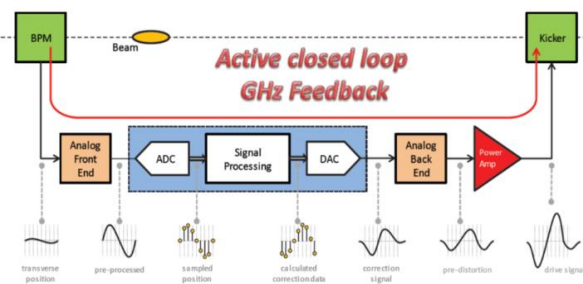 BPM
Beam
Kicker
Active closed loop
GHz Feedback
Analog
Front
End
ADC
Signal
Processing
DAC
Analog
Back
End
Power
Amp
transverse
position
pre-processed
sampled
position
calculated
correction data
correction
signal
pre-distortion
drive signa